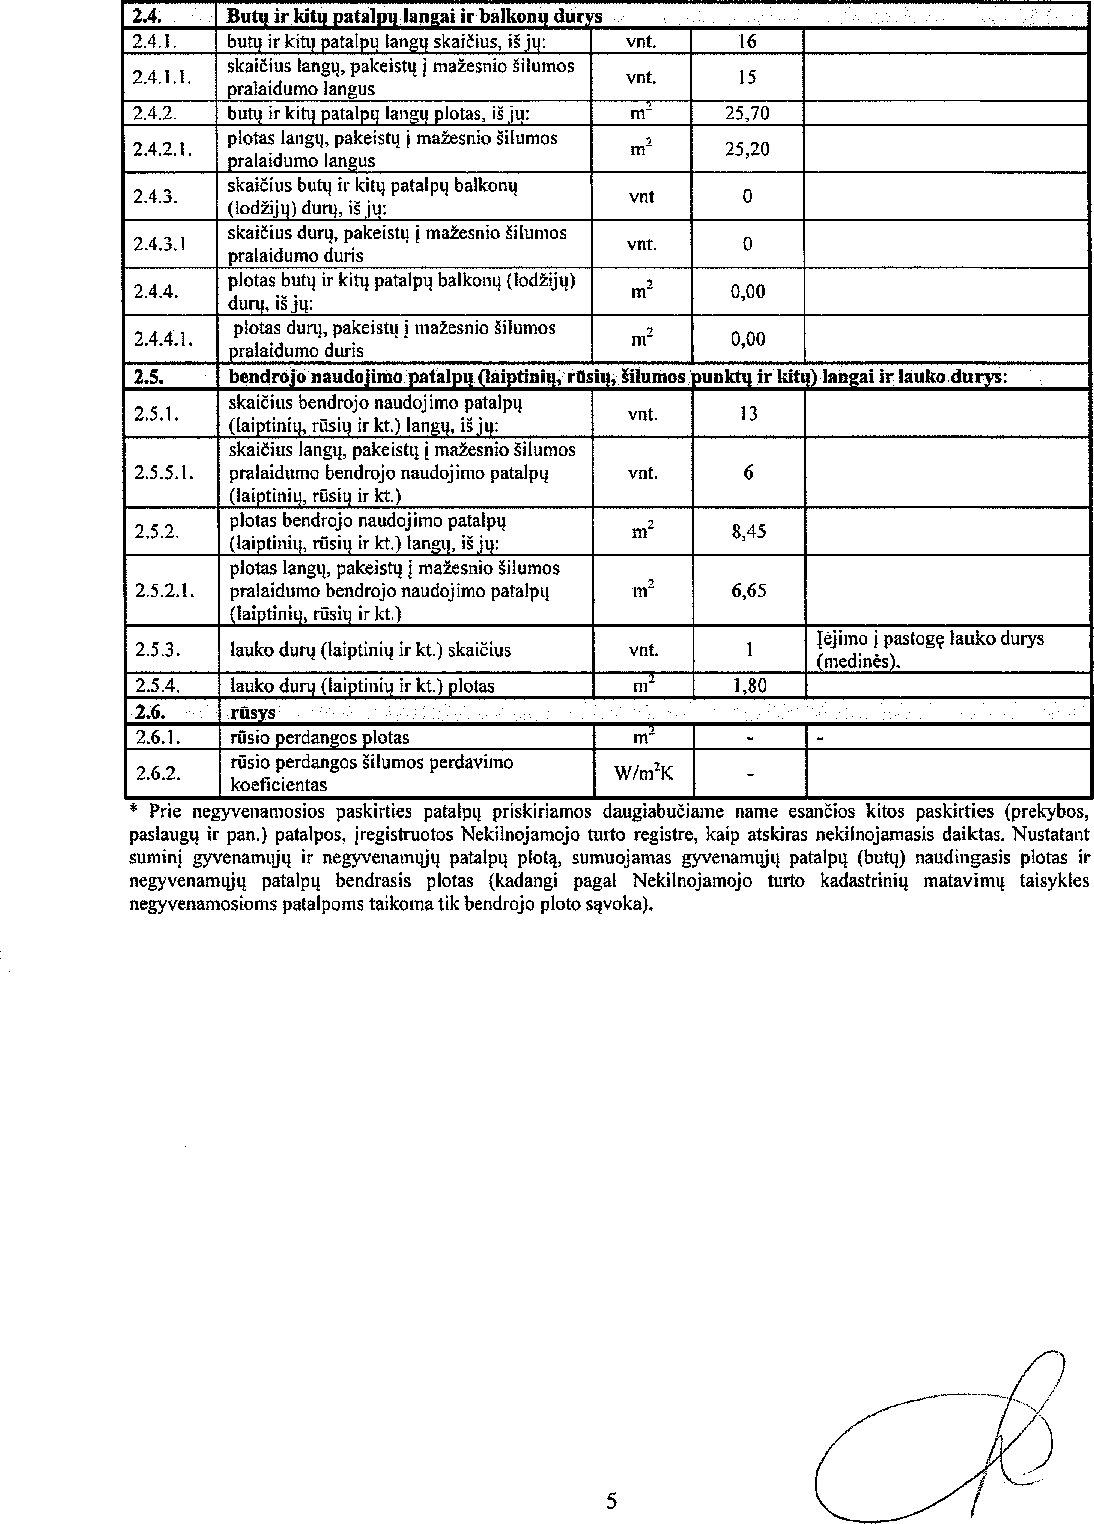 2.4. Butų ir kitų patalpų langai ir balkonų durys
2.4.1. butų ir kitų patalpų langų skaičius, iš jų: vnt. 16
2.4.1.1. skaičius langų, pakeistų į mažesnio šilumos
pralaidumo langus vnt. 15
2.4.2. butų ir kitų patalpų langų plotas, iš jų: m² 25,70
2.4.2.1. plotas langų, pakeistų į mažesnio šilumos
pralaidumo langus m² 25,20
2.4.3. skaičius butų ir kitų patalpų balkonų
(lodžijų) durų, iš jų: vnt 0
2.4.3.1 skaičius durų, pakeistų į mažesnio šilumos
pralaidumo duris vnt. 0
2.4.4. plotas butų ir kitų patalpų balkonų (lodžijų)
durų, iš jų: m² 0,00
2.4.4.1. plotas durų, pakeistų į mažesnio šilumos
pralaidumo duris m² 0,00
2.5. bendrojo naudojimo patalpų (laiptinių, rūsių, šilumos punktų ir kitų) langai ir lauko durys:
2.5.1. skaičius bendrojo naudojimo patalpų
(laiptinių, rūsių ir kt.) langų, iš jų: vnt. 13
skaičius langų, pakeistų į mažesnio šilumos
2.5.5.1. pralaidumo bendrojo naudojimo patalpų vnt. 6
(laiptinių, rūsių ir kt.)
2.5.2. plotas bendrojo naudojimo patalpų
(laiptinių, rūsių ir kt.) langų, iš jų: m² 8,45
plotas langų, pakeistų į mažesnio šilumos
2.5.2.1. pralaidumo bendrojo naudojimo patalpų m² 6,65
(laiptinių, rūsių ir kt.)
2.5.3. lauko durų (laiptinių ir kt.) skaičius vnt. 1 Įėjimo į pastogę lauko durys
(medinės).
2.5.4. lauko durų (laiptinių ir kt.) plotas m² 1,80
2.6. rūsys
2.6.1. rūsio perdangos plotas m² - -
2.6.2. rūsio perdangos šilumos perdavimo
koeficientas W/m²K -
* Prie negyvenamosios paskirties patalpų priskiriamos daugiabučiame name esančios kitos paskirties (prekybos,
paslaugų ir pan.) patalpos, įregistruotos Nekilnojamojo turto registre, kaip atskiras nekilnojamasis daiktas. Nustatant
suminį gyvenamųjų ir negyvenamųjų patalpų plotą, sumuojamas gyvenamųjų patalpų (butų) naudingasis plotas ir
negyvenamųjų patalpų bendrasis plotas (kadangi pagal Nekilnojamojo turto kadastrinių matavimų taisykles
negyvenamosioms patalpoms taikoma tik bendrojo ploto sąvoka).
5